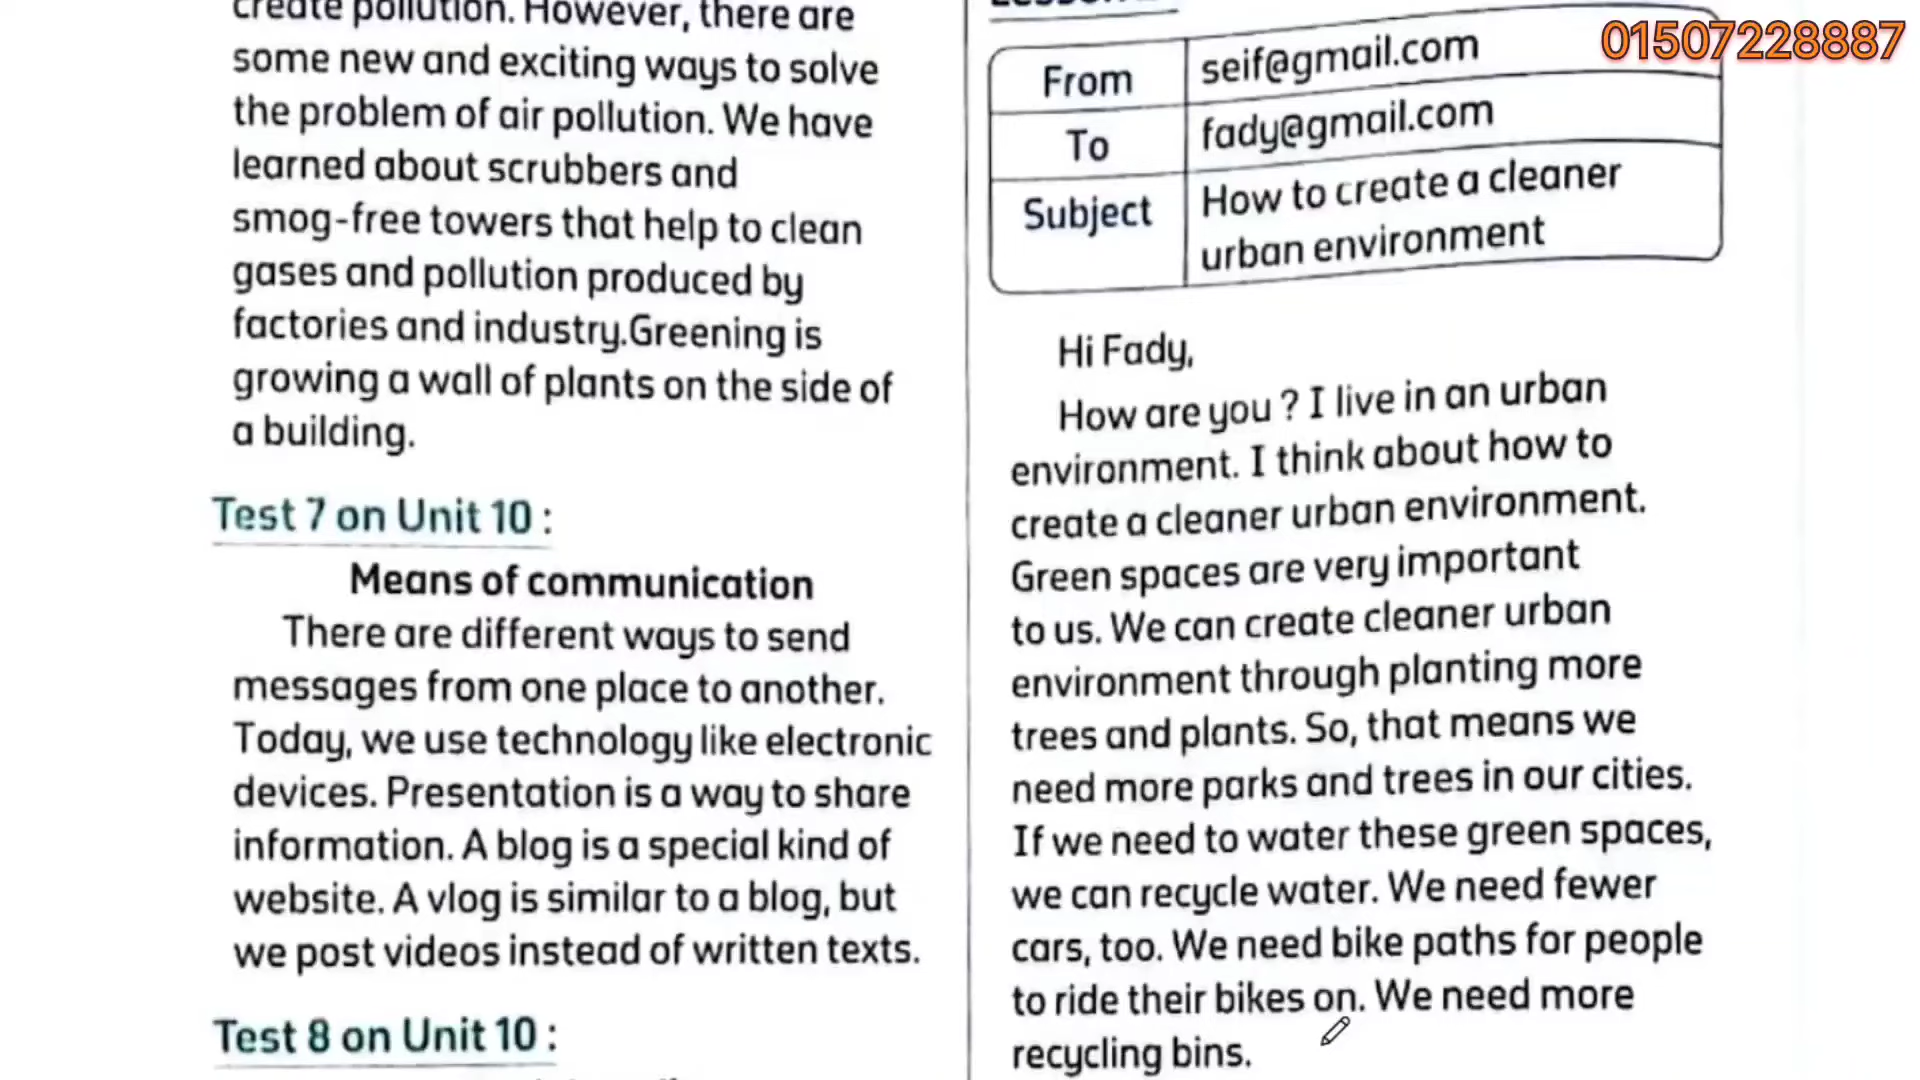 create pollution. However, there are
some new and exciting ways to solve
the problem of air pollution. We have
learned about scrubbers and
smog-free towers that help to clean
gases and pollution produced by
factories and industry.Greening is
growing a wall of plants on the side of
a building.
Test 7 on Unit 10 :
Means of communication
There are different ways to send
messages from one place to another.
Today, we use technology like electronic
devices. Presentation is a way to share
information. A blog is a special kind of
website. A vlog is similar to a blog, but
we post videos instead of written texts.
Test 8 on Unit 10 :
01507228887
From seif@gmail.com
To fady@gmail.com
Subject How to create a cleaner
urban environment
Hi Fady,
How are you ? I live in an urban
environment. I think about how to
create a cleaner urban environment.
Green spaces are very important
to us. We can create cleaner urban
environment through planting more
trees and plants. So, that means we
need more parks and trees in our cities.
If we need to water these green spaces,
we can recycle water. We need fewer
cars, too. We need bike paths for people
to ride their bikes on. We need more
recycling bins.